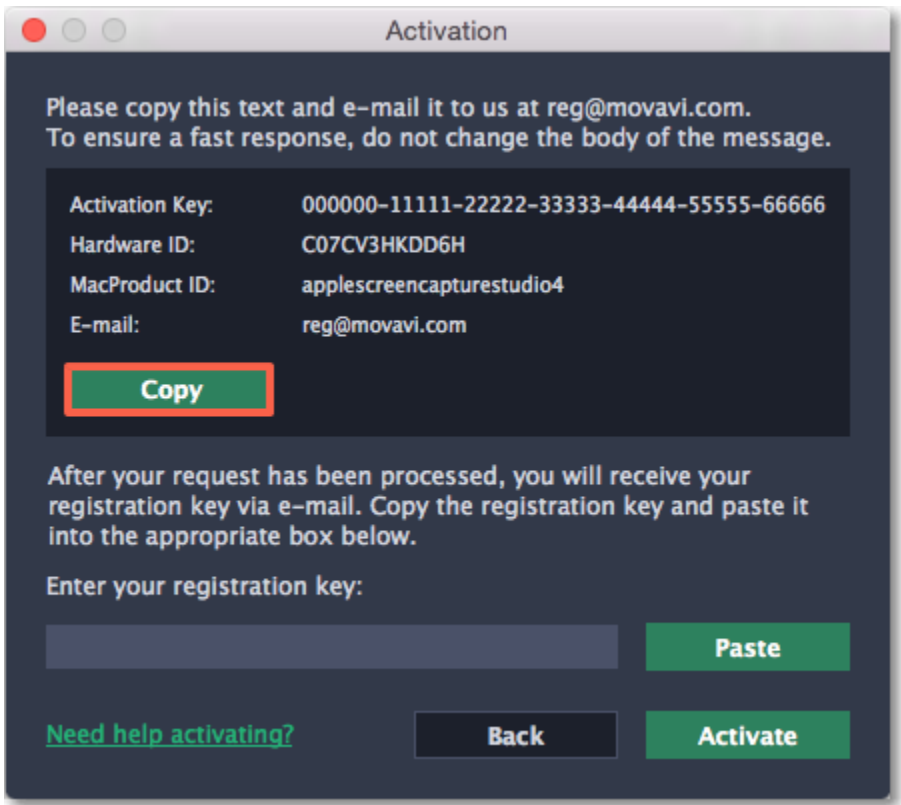 Activation
Please copy this text and e-mail it to us at reg@movavi.com.
To ensure a fast response, do not change the body of the message.
Activation Key: 000000-11111-22222-33333-44444-55555-66666
Hardware ID: C07CV3HKDD6H
MacProduct ID: applescreencapturestudio4
E-mail: reg@movavi.com
Copy
After your request has been processed, you will receive your
registration key via e-mail. Copy the registration key and paste it
into the appropriate box below.
Enter your registration key:
Paste
Need help activating? Back Activate